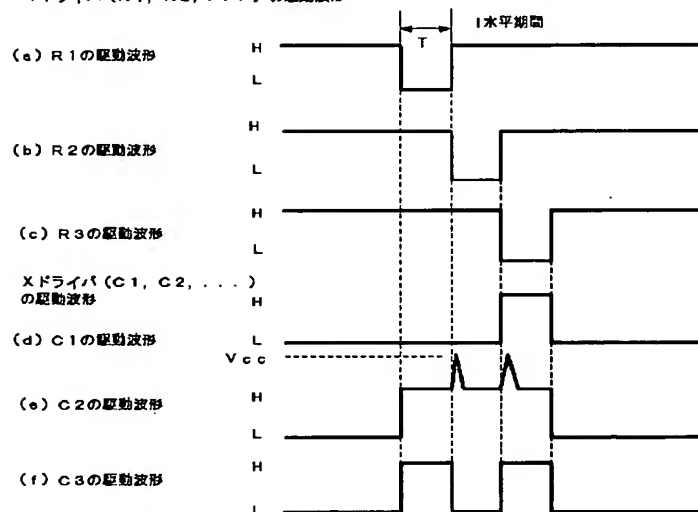 1水平期間
T
(a) R1の駆動波形
H
L
(b) R2の駆動波形
H
L
(c) R3の駆動波形
H
L
Xドライバ(C1, C2, ...)
の駆動波形
H
(d) C1の駆動波形
L
Vcc
(e) C2の駆動波形
H
L
(f) C3の駆動波形
H
L